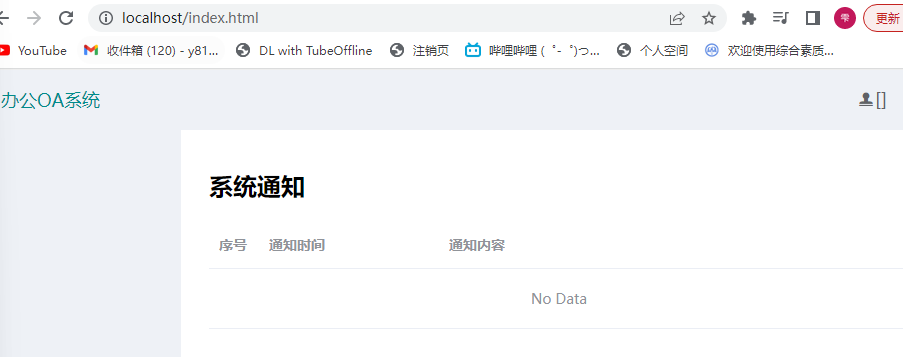 localhost/index.html
零
更新
YouTube 收件箱 (120) - y81... DL with TubeOffline 注销页 哔哩哔哩 ( ゜- ゜)つ... 个人空间 欢迎使用综合素质...
办公OA系统 []
系统通知
序号 通知时间 通知内容
No Data